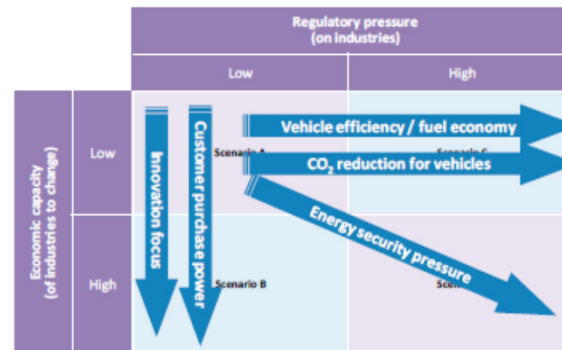 Regulatory pressure
(on industries)
Low
High
Economic capacity
(of industries to change)
Low
High
Innovation focus
Customer purchase power
Vehicle efficiency / fuel economy
CO₂ reduction for vehicles
Energy security pressure
Scenario B